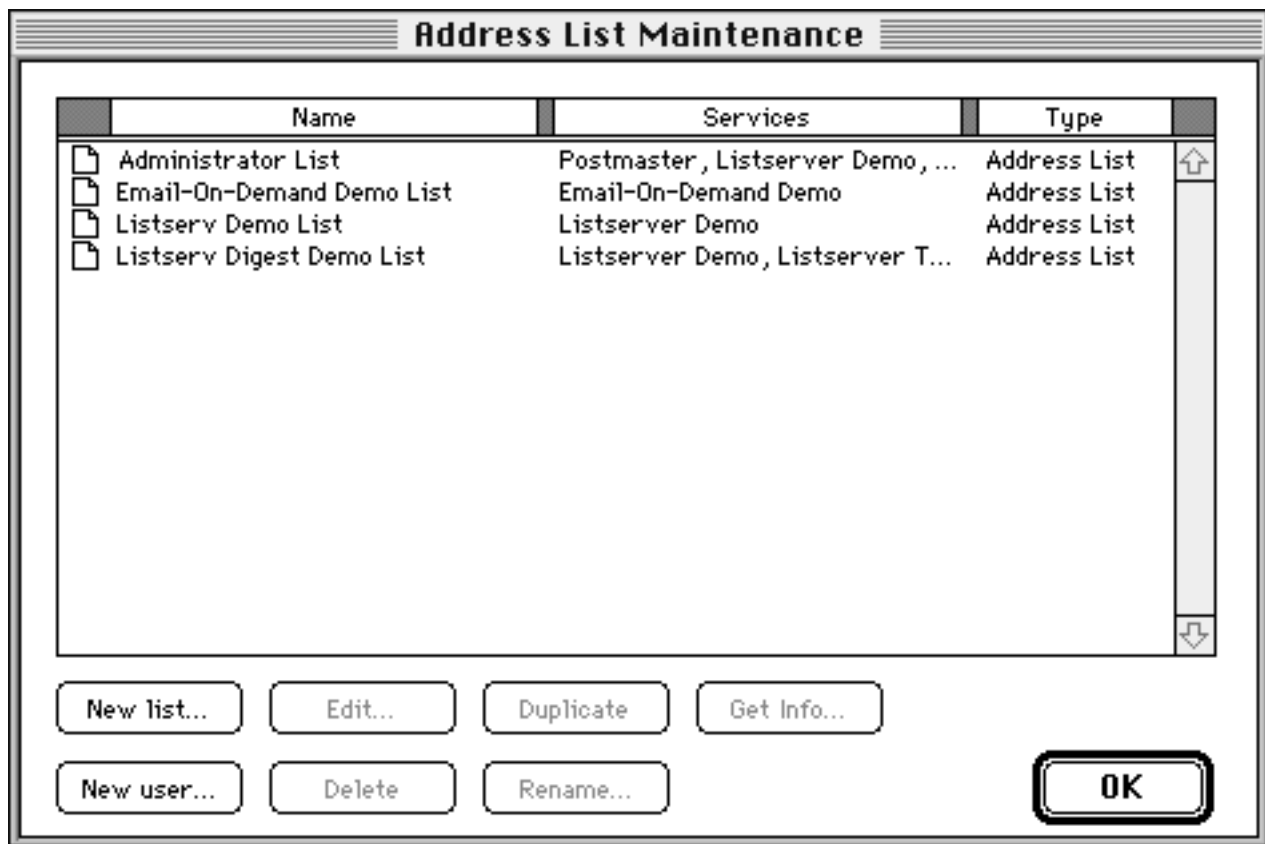 Address List Maintenance
Name Services Type
Administrator List Postmaster, Listserver Demo, ... Address List
Email-On-Demand Demo List Email-On-Demand Demo Address List
Listserv Demo List Listserver Demo Address List
Listserv Digest Demo List Listserver Demo, Listserver T... Address List
New list... Edit... Duplicate Get Info...
New user... Delete Rename... OK